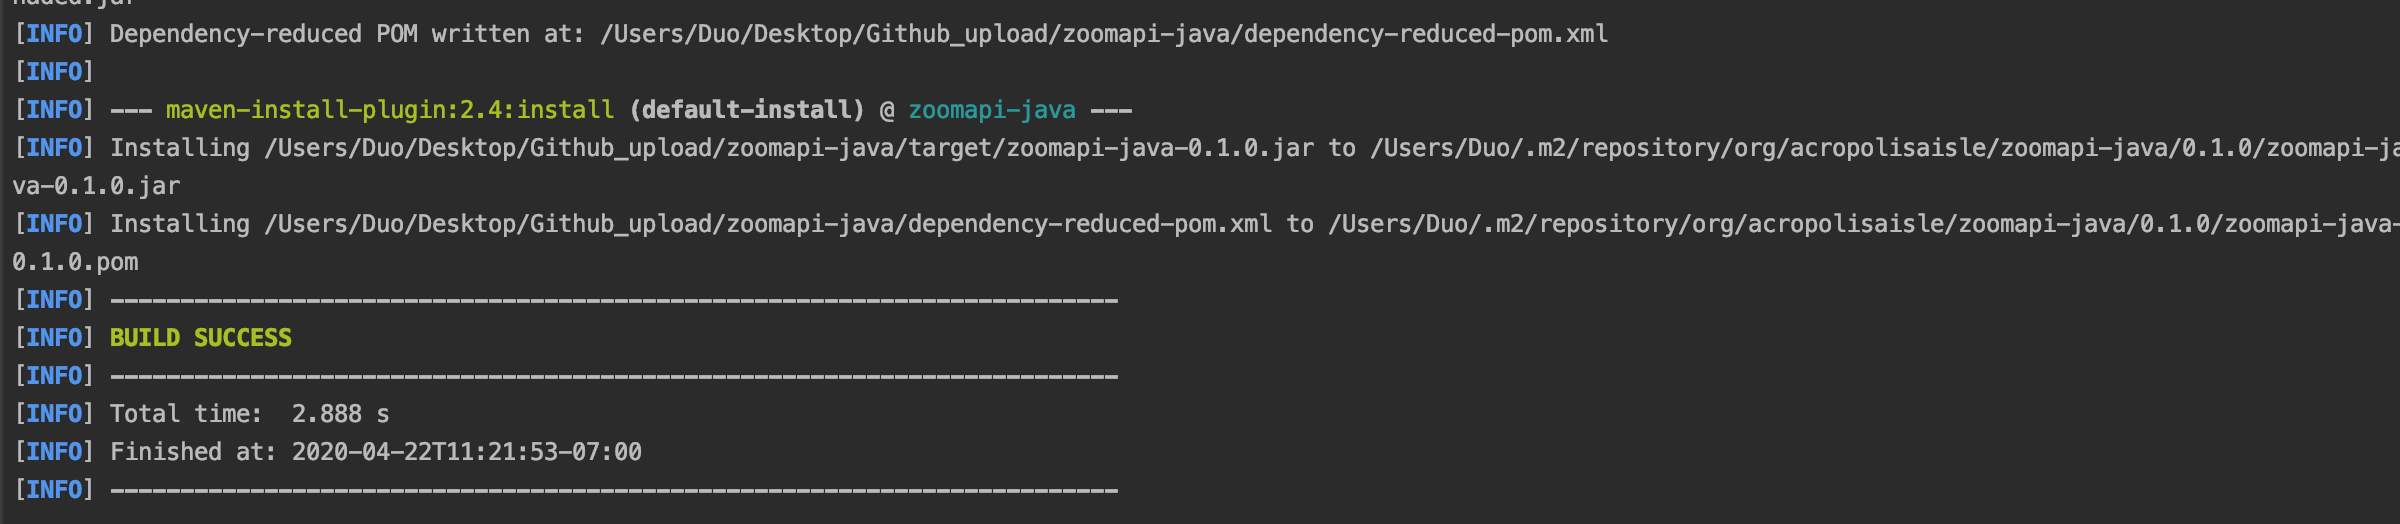 [INFO] Dependency-reduced POM written at: /Users/Duo/Desktop/Github_upload/zoomapi-java/dependency-reduced-pom.xml
[INFO]
[INFO] --- maven-install-plugin:2.4:install (default-install) @ zoomapi-java ---
[INFO] Installing /Users/Duo/Desktop/Github_upload/zoomapi-java/target/zoomapi-java-0.1.0.jar to /Users/Duo/.m2/repository/org/acropolisaisle/zoomapi-java/0.1.0/zoomapi-ja
va-0.1.0.jar
[INFO] Installing /Users/Duo/Desktop/Github_upload/zoomapi-java/dependency-reduced-pom.xml to /Users/Duo/.m2/repository/org/acropolisaisle/zoomapi-java/0.1.0/zoomapi-java-
0.1.0.pom
[INFO] ------------------------------------------------------------------------
[INFO] BUILD SUCCESS
[INFO] ------------------------------------------------------------------------
[INFO] Total time:  2.888 s
[INFO] Finished at: 2020-04-22T11:21:53-07:00
[INFO] ------------------------------------------------------------------------